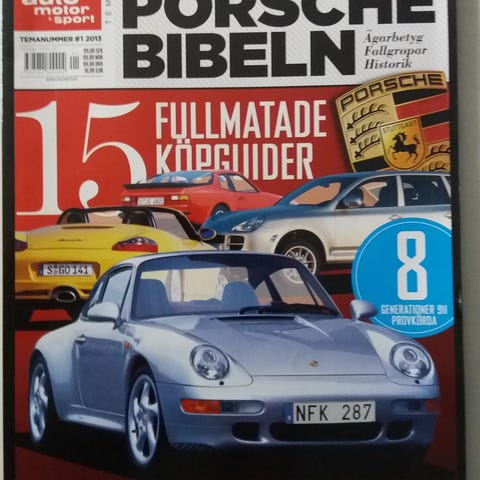 auto
motor
& sport
PORSCHE
BIBELN
TEMANUMMER #1 2013
Ägarbetyg
Fallgropar
Historik
15 FULLMATADE
KÖPGUIDER
PORSCHE
STUTTGART
S·GO 141
8
GENERATIONER 911
PROVKÖRDA
NFK 287